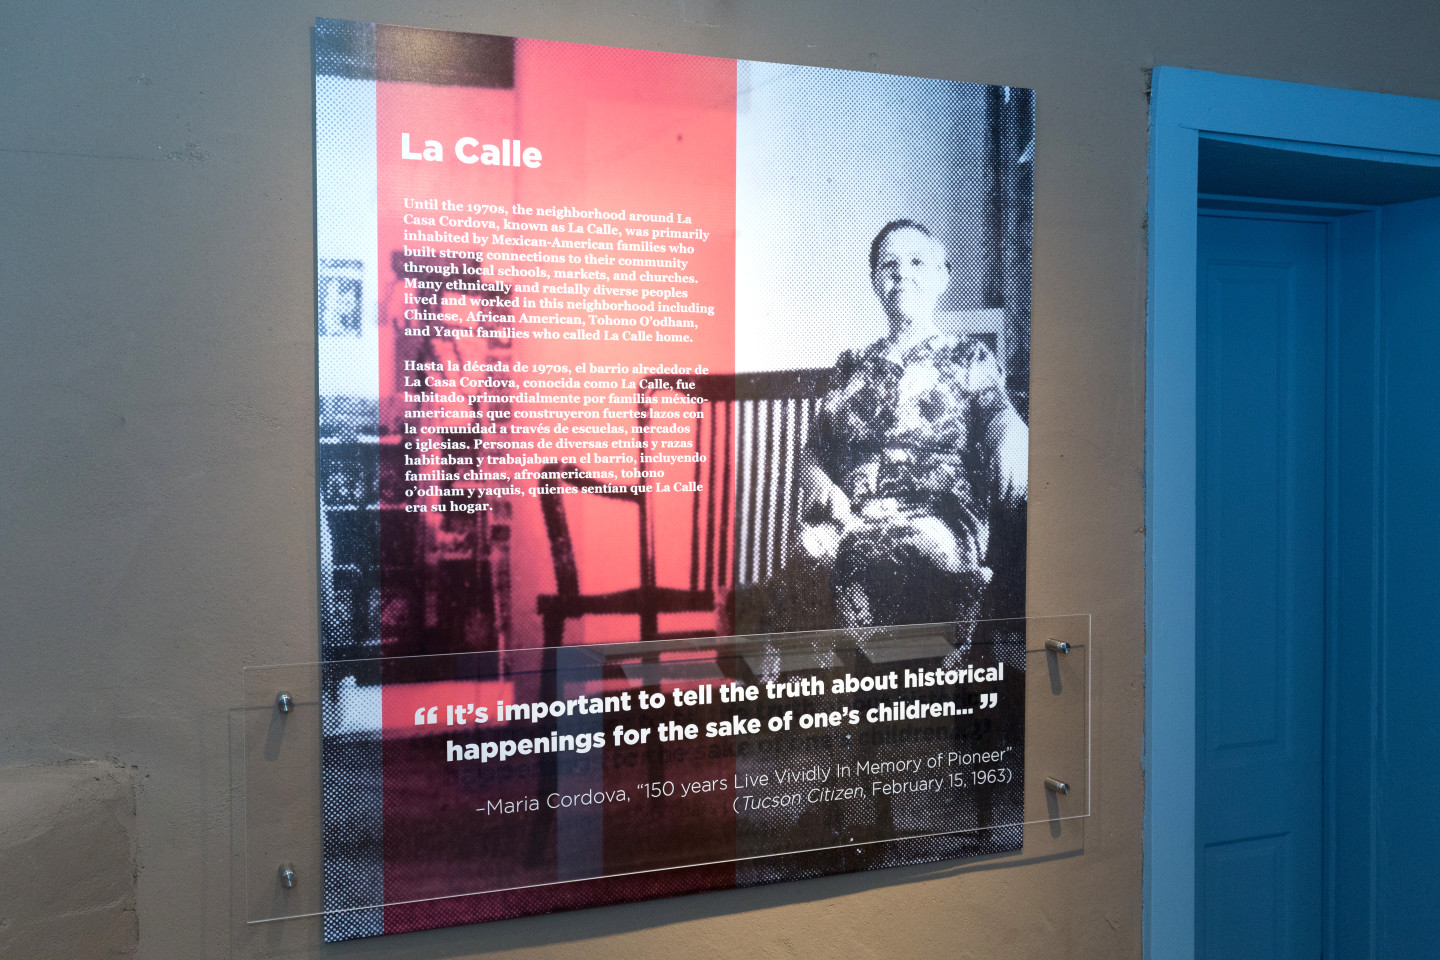 La Calle
Until the 1970s, the neighborhood around La
Casa Cordova, known as La Calle, was primarily
inhabited by Mexican-American families who
built strong connections to their community
through local schools, markets, and churches.
Many ethnically and racially diverse peoples
lived and worked in this neighborhood including
Chinese, African American, Tohono O’odham,
and Yaqui families who called La Calle home.
Hasta la década de 1970s, el barrio alrededor de
La Casa Cordova, conocida como La Calle, fue
habitado primordialmente por familias méxico-
americanas que construyeron fuertes lazos con
la comunidad a través de escuelas, mercados
e iglesias. Personas de diversas etnias y razas
habitaban y trabajaban en el barrio, incluyendo
familias chinas, afroamericanas, tohono
o’odham y yaquis, quienes sentían que La Calle
era su hogar.
“It’s important to tell the truth about historical
happenings for the sake of one’s children...”
–Maria Cordova, “150 years Live Vividly In Memory of Pioneer”
(Tucson Citizen, February 15, 1963)